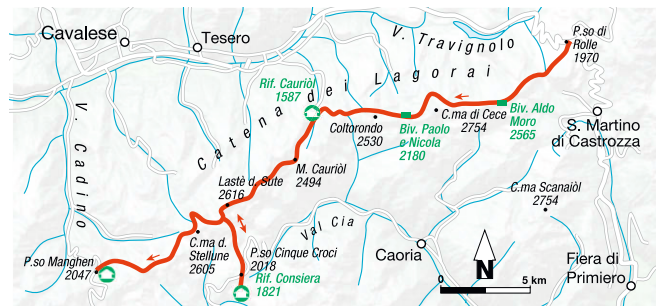 Cavalese
Tesero
V. Travignolo
P.so di
Rolle
1970
Rif. Cauriòl
1587
Catena dei Lagorai
V. Cadino
C.ma di Cece
2754
Biv. Aldo
Moro
2565
Coltorondo
2530
Biv. Paolo
e Nicola
2180
S. Martino
di Castrozza
M. Cauriòl
2494
Lastè d. Sute
2616
C.ma Scanaiòl
2754
Val Cia
C.ma d.
Stellune
2605
P.so Cinque Croci
2018
Caoria
P.so Manghen
2047
Rif. Consiera
1821
Fiera di
Primiero
N
0
5 km